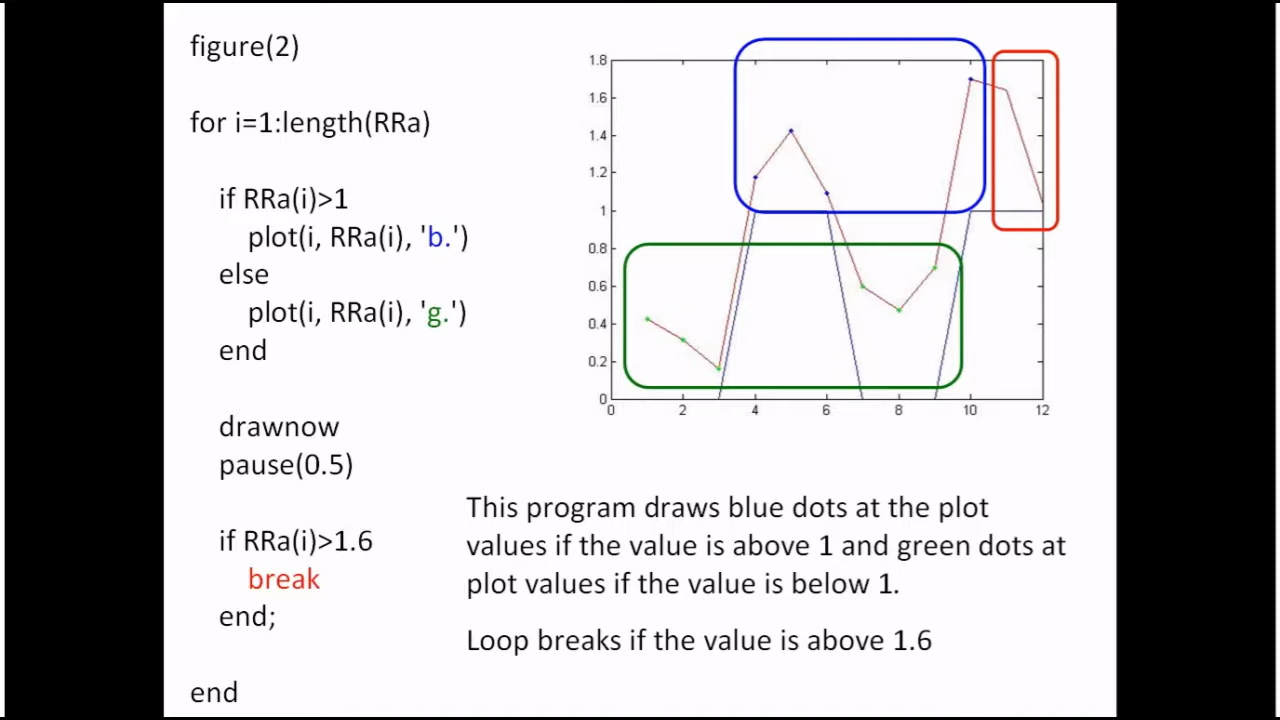 figure(2)
for i=1:length(RRa)
if RRa(i)>1
plot(i, RRa(i), 'b.')
else
plot(i, RRa(i), 'g.')
end
drawnow
pause(0.5)
if RRa(i)>1.6
break
end;
end
1.8
1.6
1.4
1.2
1
0.8
0.6
0.4
0.2
0
0 2 4 6 8 10 12
This program draws blue dots at the plot
values if the value is above 1 and green dots at
plot values if the value is below 1.
Loop breaks if the value is above 1.6